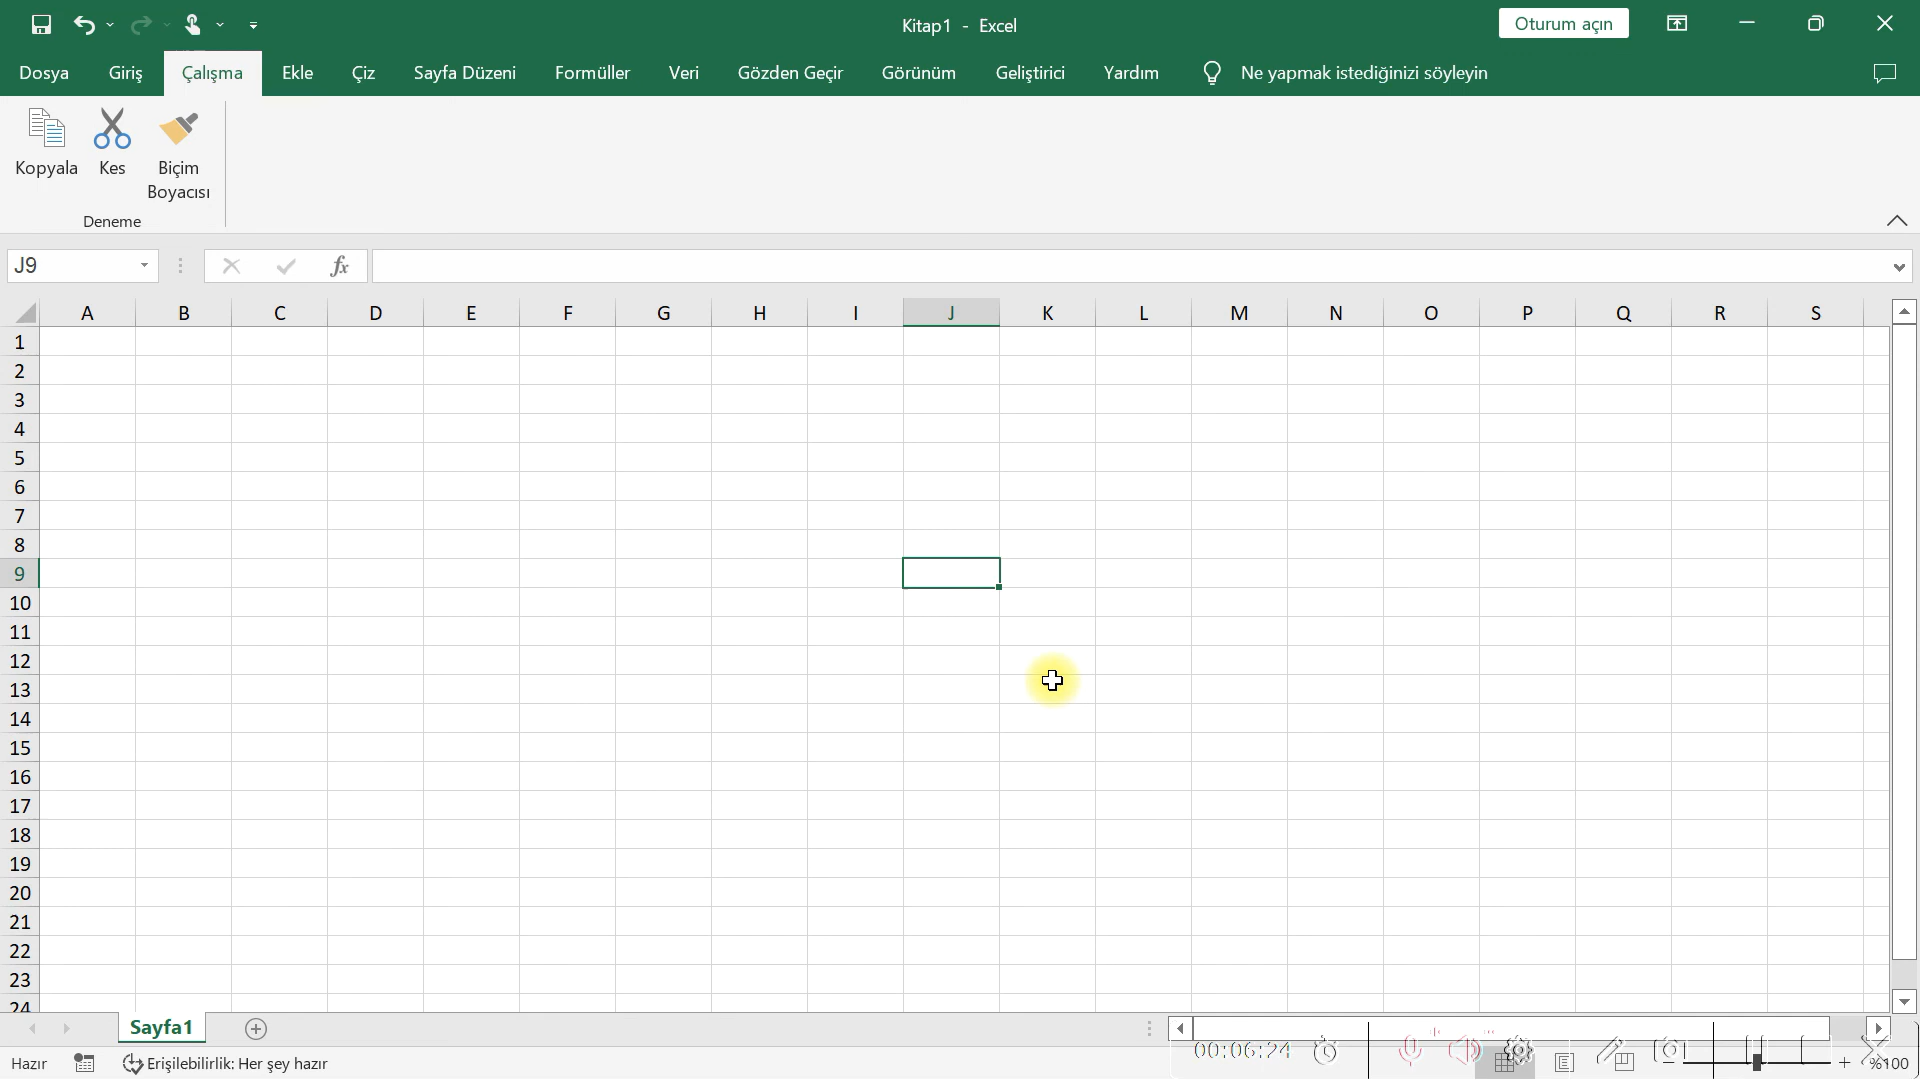 Kitap1 - Excel
Oturum açın
Dosya Giriş Çalışma Ekle Çiz Sayfa Düzeni Formüller Veri Gözden Geçir Görünüm Geliştirici Yardım Ne yapmak istediğinizi söyleyin
Kopyala Kes Biçim
Boyacısı
Deneme
J9 fx
A B C D E F G H I J K L M N O P Q R S
1
2
3
4
5
6
7
8
9
10
11
12
13
14
15
16
17
18
19
20
21
22
23
24
Sayfa1
Hazır Erişilebilirlik: Her şey hazır 00:06:24 %100